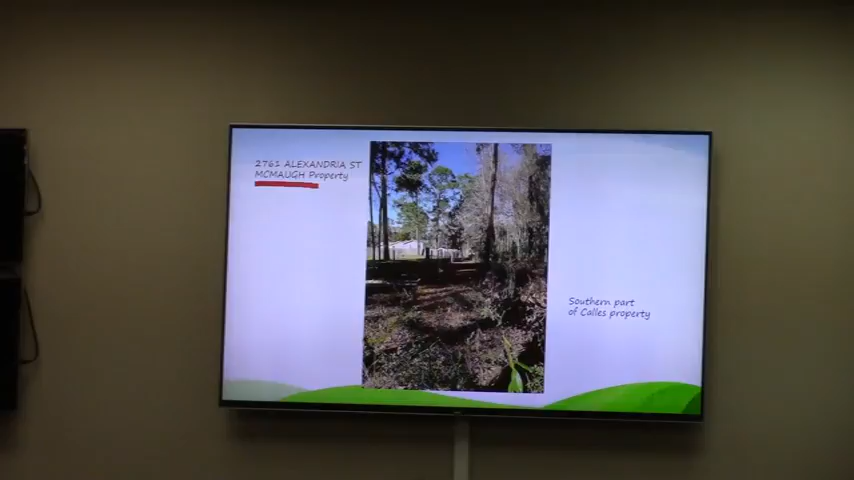 2761 ALEXANDRIA ST
MCMAUGH Property
Southern part
of Calles property